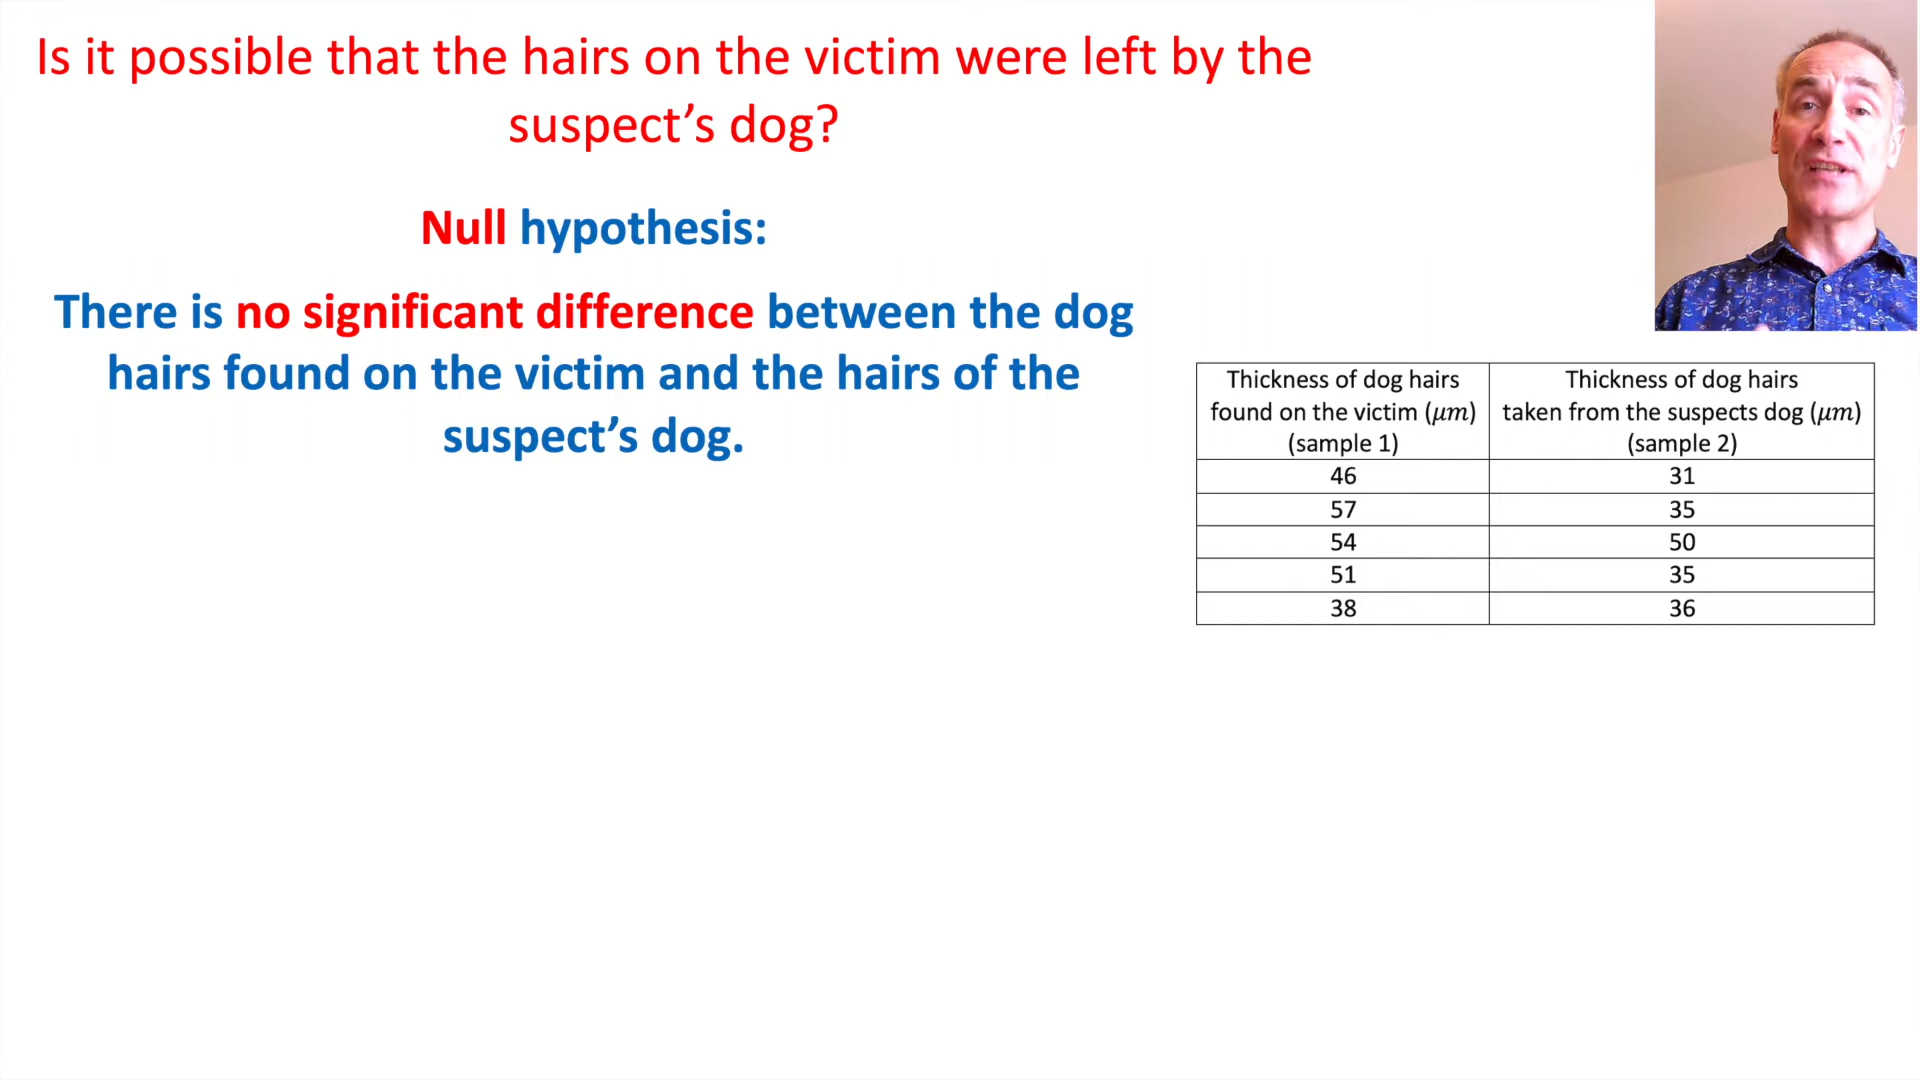 Is it possible that the hairs on the victim were left by the
suspect’s dog?
Null hypothesis:
There is no significant difference between the dog
hairs found on the victim and the hairs of the
suspect’s dog.
Thickness of dog hairs
found on the victim (μm)
(sample 1)
Thickness of dog hairs
taken from the suspects dog (μm)
(sample 2)
46 31
57 35
54 50
51 35
38 36